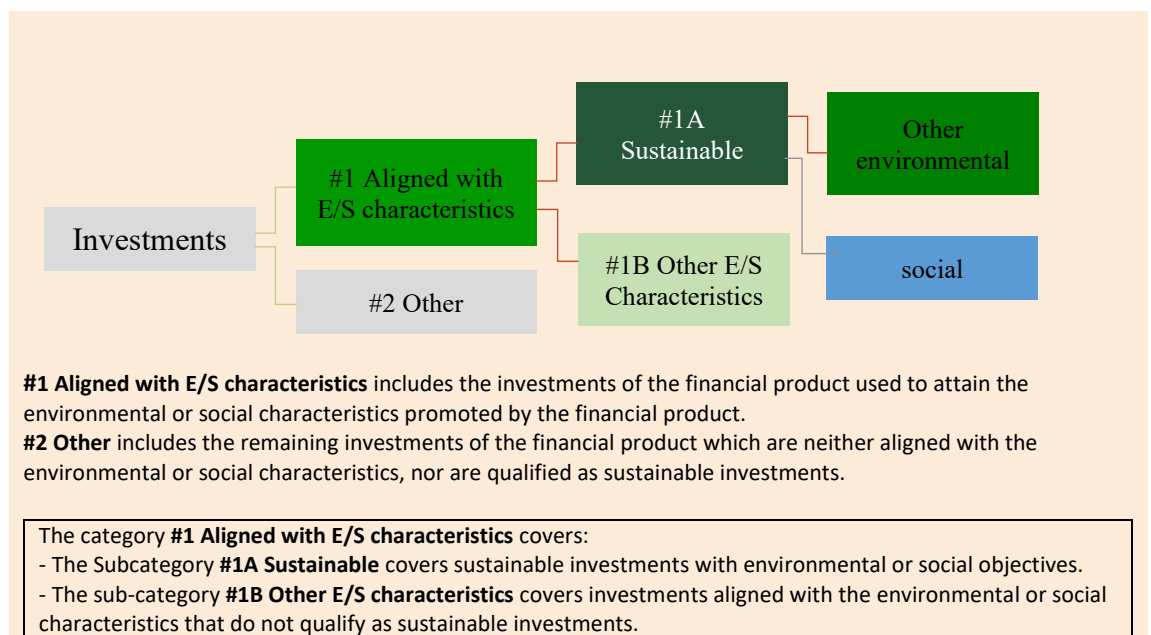 #1A
Sustainable
Other
environmental
#1 Aligned with
E/S characteristics
Investments
#1B Other E/S
Characteristics
social
#2 Other
#1 Aligned with E/S characteristics includes the investments of the financial product used to attain the
environmental or social characteristics promoted by the financial product.
#2 Other includes the remaining investments of the financial product which are neither aligned with the
environmental or social characteristics, nor are qualified as sustainable investments.
The category #1 Aligned with E/S characteristics covers:
- The Subcategory #1A Sustainable covers sustainable investments with environmental or social objectives.
- The sub-category #1B Other E/S characteristics covers investments aligned with the environmental or social
characteristics that do not qualify as sustainable investments.